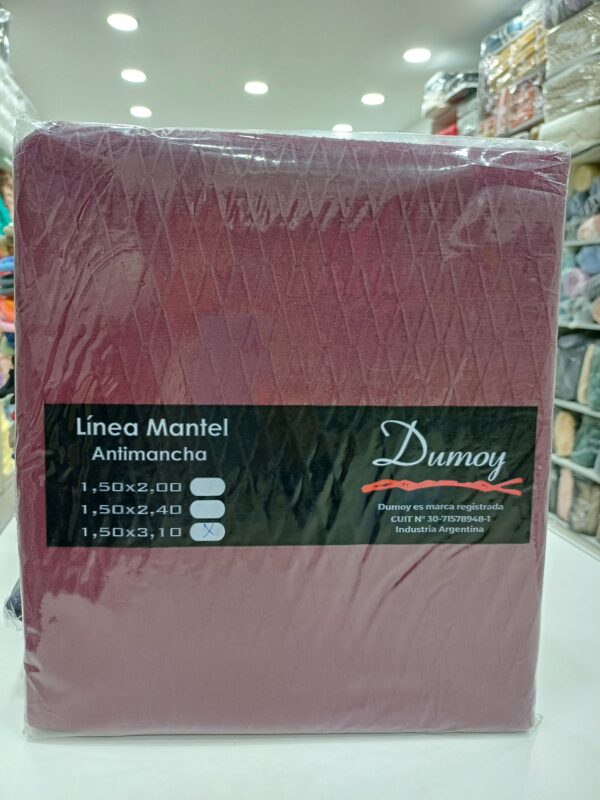 Línea Mantel
Antimancha
1,50x2,00
1,50x2,40
1,50x3,10 X
Dumoy
Dumoy es marca registrada
CUIT Nº 30-71578948-1
Industria Argentina